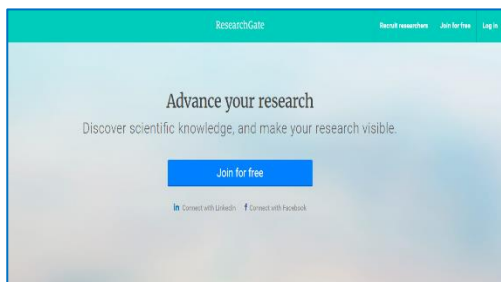 ResearchGate
Recruit researchers Join for free Log in
Advance your research
Discover scientific knowledge, and make your research visible.
Join for free
in Connect with LinkedIn f Connect with Facebook